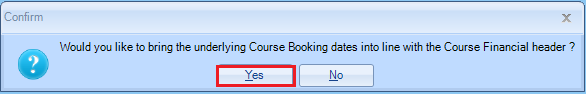 Confirm
Would you like to bring the underlying Course Booking dates into line with the Course Financial header ?
Yes
No